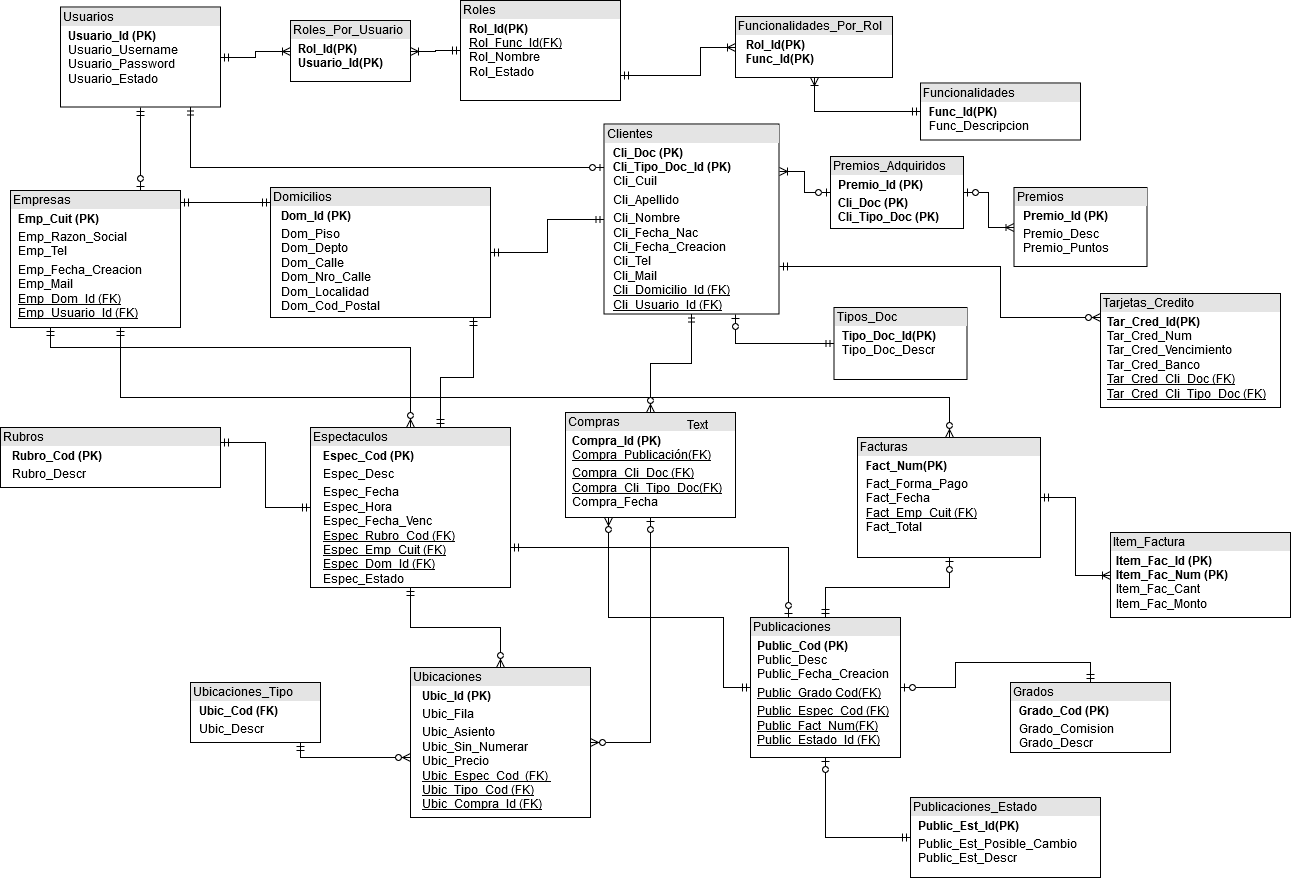 Usuarios
Usuario_Id (PK)
Usuario_Username
Usuario_Password
Usuario_Estado
Roles_Por_Usuario
Rol_Id(PK)
Usuario_Id(PK)
Roles
Rol_Id(PK)
Rol_Func_Id(FK)
Rol_Nombre
Rol_Estado
Funcionalidades_Por_Rol
Rol_Id(PK)
Func_Id(PK)
Funcionalidades
Func_Id(PK)
Func_Descripcion
Clientes
Cli_Doc (PK)
Cli_Tipo_Doc_Id (PK)
Cli_Cuil
Cli_Apellido
Cli_Nombre
Cli_Fecha_Nac
Cli_Fecha_Creacion
Cli_Tel
Cli_Mail
Cli_Domicilio_Id (FK)
Cli_Usuario_Id (FK)
Premios_Adquiridos
Premio_Id (PK)
Cli_Doc (PK)
Cli_Tipo_Doc (PK)
Premios
Premio_Id (PK)
Premio_Desc
Premio_Puntos
Empresas
Emp_Cuit (PK)
Emp_Razon_Social
Emp_Tel
Emp_Fecha_Creacion
Emp_Mail
Emp_Dom_Id (FK)
Emp_Usuario_Id (FK)
Domicilios
Dom_Id (PK)
Dom_Piso
Dom_Depto
Dom_Calle
Dom_Nro_Calle
Dom_Localidad
Dom_Cod_Postal
Tipos_Doc
Tipo_Doc_Id(PK)
Tipo_Doc_Descr
Tarjetas_Credito
Tar_Cred_Id(PK)
Tar_Cred_Num
Tar_Cred_Vencimiento
Tar_Cred_Banco
Tar_Cred_Cli_Doc (FK)
Tar_Cred_Cli_Tipo_Doc (FK)
Rubros
Rubro_Cod (PK)
Rubro_Descr
Espectaculos
Espec_Cod (PK)
Espec_Desc
Espec_Fecha
Espec_Hora
Espec_Fecha_Venc
Espec_Rubro_Cod (FK)
Espec_Emp_Cuit (FK)
Espec_Dom_Id (FK)
Espec_Estado
Compras
Text
Compra_Id (PK)
Compra_Publicación(FK)
Compra_Cli_Doc (FK)
Compra_Cli_Tipo_Doc(FK)
Compra_Fecha
Facturas
Fact_Num(PK)
Fact_Forma_Pago
Fact_Fecha
Fact_Emp_Cuit (FK)
Fact_Total
Item_Factura
Item_Fac_Id (PK)
Item_Fac_Num (PK)
Item_Fac_Cant
Item_Fac_Monto
Publicaciones
Public_Cod (PK)
Public_Desc
Public_Fecha_Creacion
Public_Grado Cod(FK)
Public_Espec_Cod (FK)
Public_Fact_Num(FK)
Public_Estado_Id (FK)
Ubicaciones_Tipo
Ubic_Cod (FK)
Ubic_Descr
Ubicaciones
Ubic_Id (PK)
Ubic_Fila
Ubic_Asiento
Ubic_Sin_Numerar
Ubic_Precio
Ubic_Espec_Cod  (FK)
Ubic_Tipo_Cod (FK)
Ubic_Compra_Id (FK)
Grados
Grado_Cod (PK)
Grado_Comision
Grado_Descr
Publicaciones_Estado
Public_Est_Id(PK)
Public_Est_Posible_Cambio
Public_Est_Descr